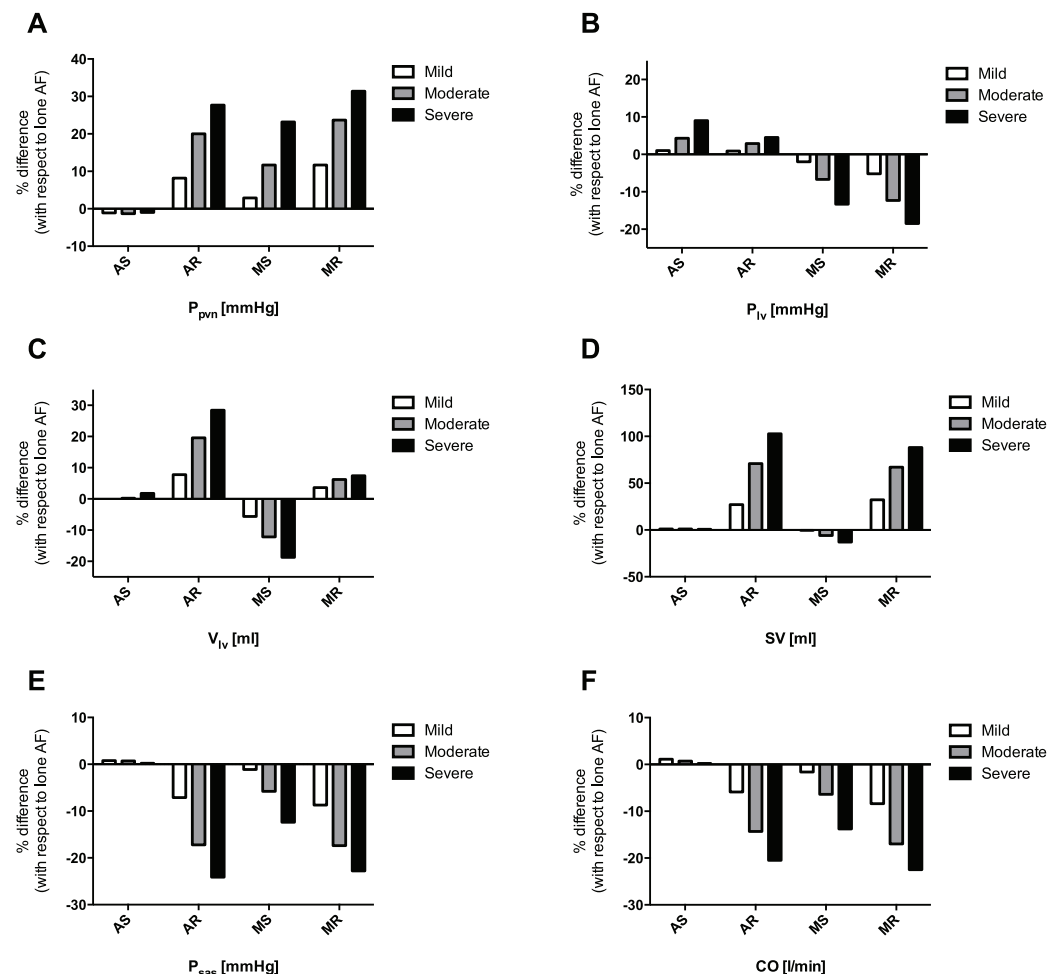 A
% difference
(with respect to lone AF)
40
30
20
10
0
-10
AS
AR
MS
MR
Mild
Moderate
Severe
Ppvn [mmHg]
B
% difference
(with respect to lone AF)
20
10
0
-10
-20
AS
AR
MS
MR
Mild
Moderate
Severe
Plv [mmHg]
C
% difference
(with respect to lone AF)
30
20
10
0
-10
-20
AS
AR
MS
MR
Mild
Moderate
Severe
Vlv [ml]
D
% difference
(with respect to lone AF)
150
100
50
0
-50
AS
AR
MS
MR
Mild
Moderate
Severe
SV [ml]
E
% difference
(with respect to lone AF)
10
0
-10
-20
-30
AS
AR
MS
MR
Mild
Moderate
Severe
Psas [mmHg]
F
% difference
(with respect to lone AF)
10
0
-10
-20
-30
AS
AR
MS
MR
Mild
Moderate
Severe
CO [l/min]